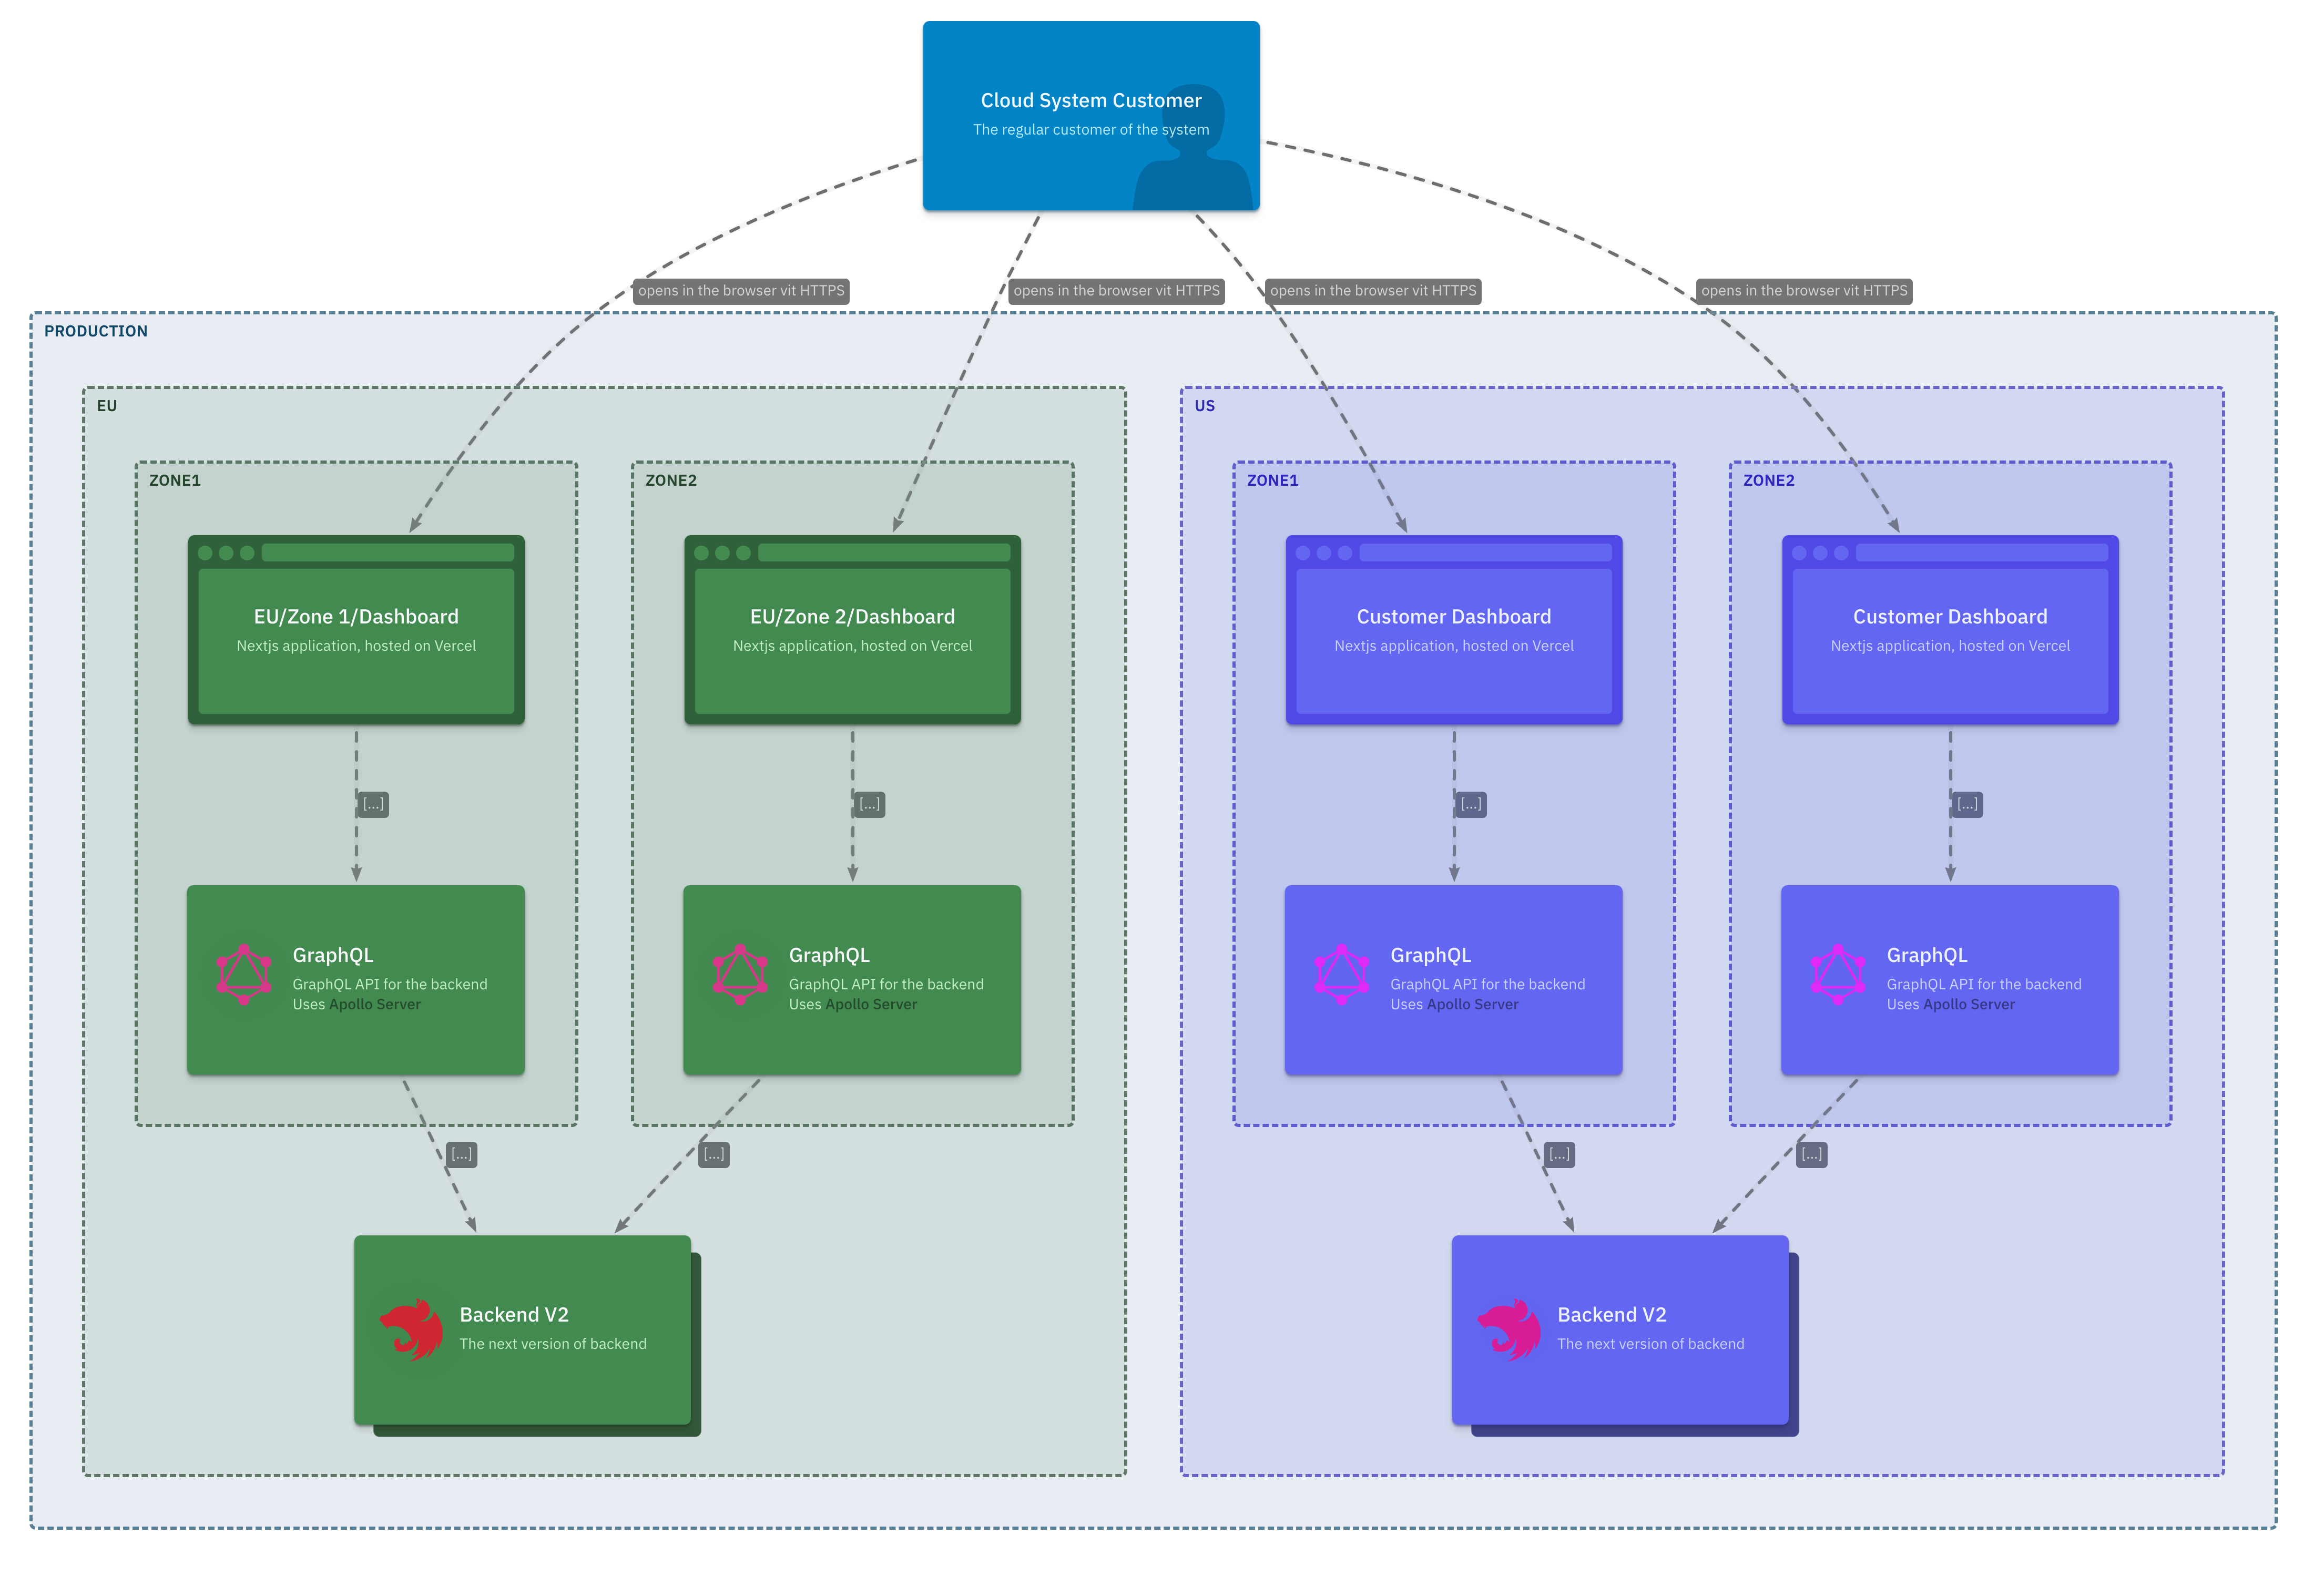 Cloud System Customer
The regular customer of the system
opens in the browser vit HTTPS
opens in the browser vit HTTPS
opens in the browser vit HTTPS
opens in the browser vit HTTPS
PRODUCTION
EU
ZONE1
EU/Zone 1/Dashboard
Nextjs application, hosted on Vercel
[...]
GraphQL
GraphQL API for the backend
Uses Apollo Server
[...]
ZONE2
EU/Zone 2/Dashboard
Nextjs application, hosted on Vercel
[...]
GraphQL
GraphQL API for the backend
Uses Apollo Server
[...]
Backend V2
The next version of backend
US
ZONE1
Customer Dashboard
Nextjs application, hosted on Vercel
[...]
GraphQL
GraphQL API for the backend
Uses Apollo Server
[...]
ZONE2
Customer Dashboard
Nextjs application, hosted on Vercel
[...]
GraphQL
GraphQL API for the backend
Uses Apollo Server
[...]
Backend V2
The next version of backend